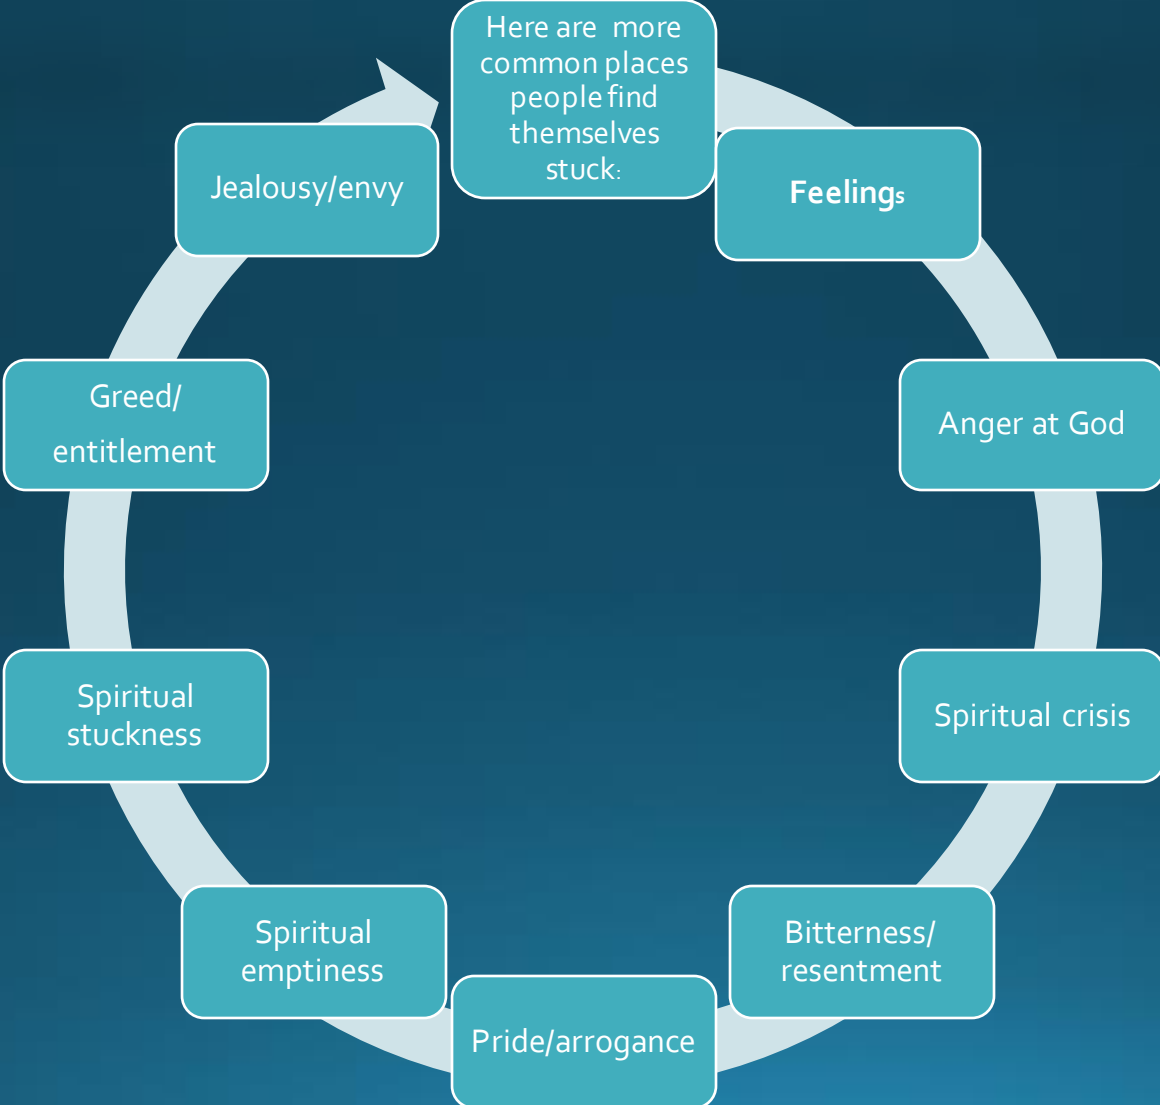 Here are more
common places
people find
themselves
stuck:
Feelings
Anger at God
Spiritual crisis
Bitterness/
resentment
Pride/arrogance
Spiritual
emptiness
Spiritual
stuckness
Greed/
entitlement
Jealousy/envy